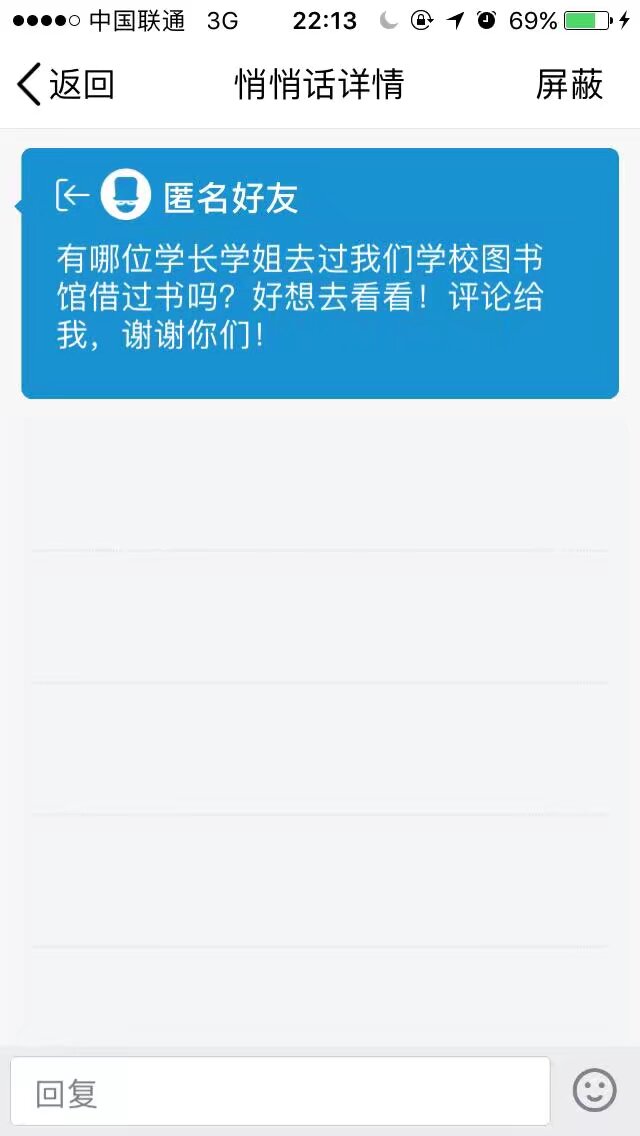 中国联通 3G 22:13 69%
返回 悄悄话详情 屏蔽
匿名好友
有哪位学长学姐去过我们学校图书
馆借过书吗？好想去看看！评论给
我，谢谢你们！
回复